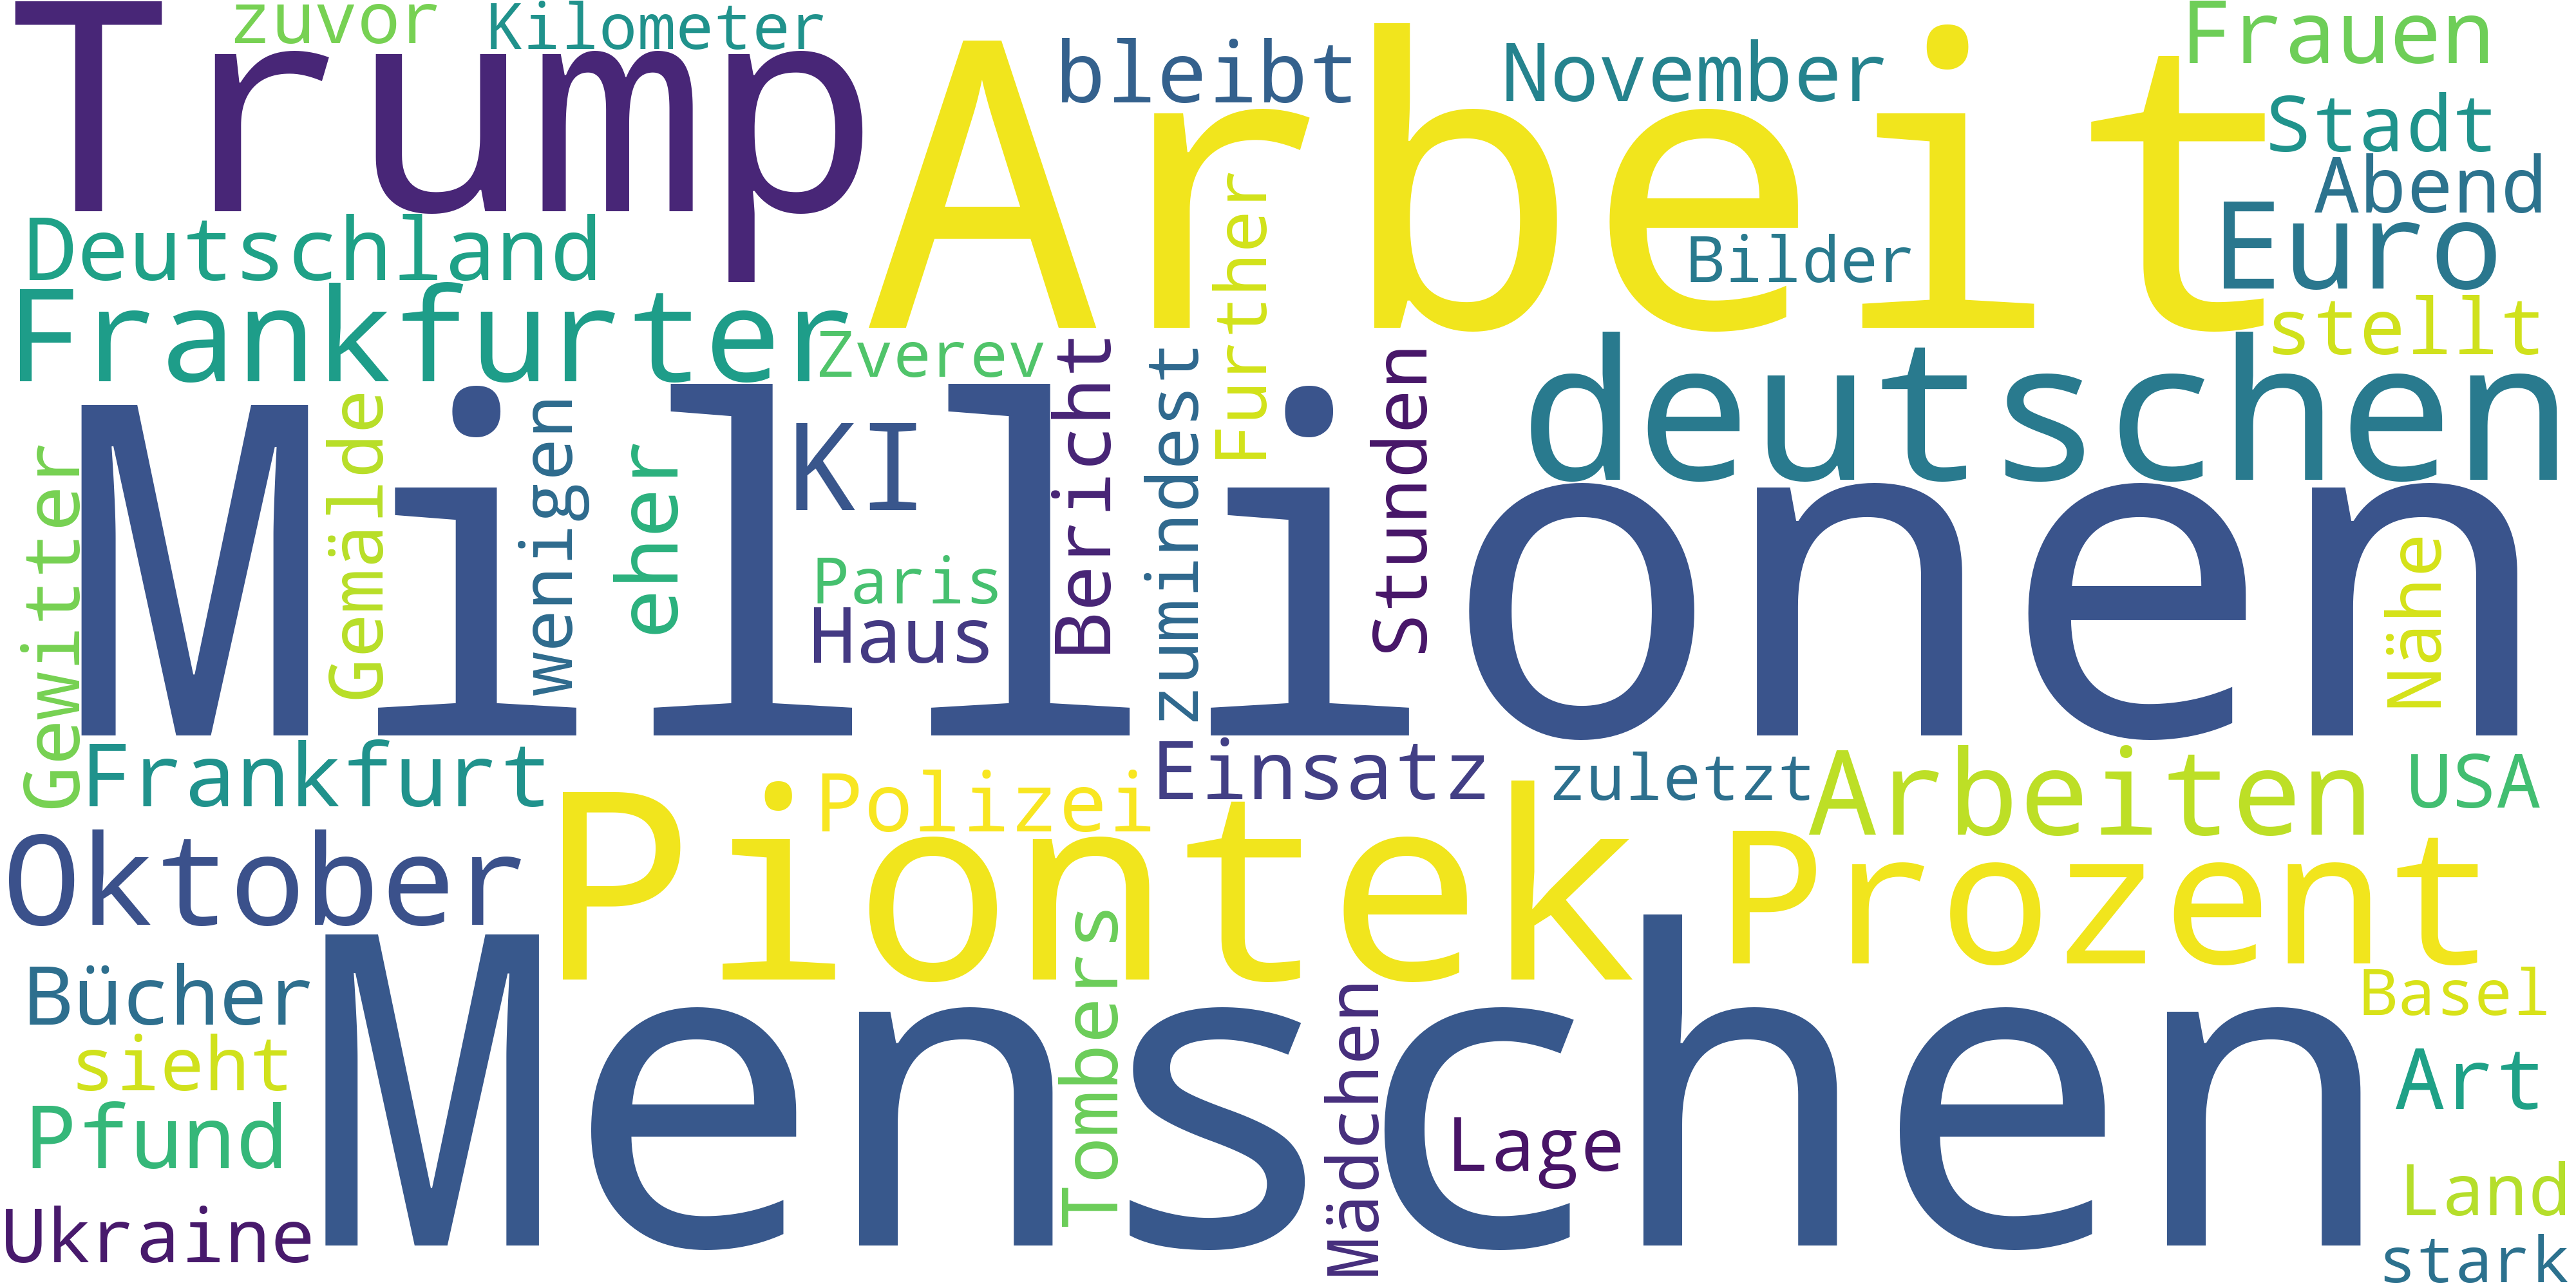 Trump
zuvor
Kilometer
Arbeit
bleibt
November
Frauen
Stadt
Abend
Euro
Bilder
Further
Deutschland
Frankfurter
Zverev
stellt
deutschen
Millionen
Gewitter
Gemälde
wenigen
eher
KI
Paris
Haus
Bericht
zumindest
Stunden
Nähe
Frankfurt
Polizei
Einsatz
zuletzt
Arbeiten
USA
Oktober
Piontek
Prozent
Menschen
Bücher
sieht
Pfund
Ukraine
Tombers
Mädchen
Lage
Basel
Art
Land
stark